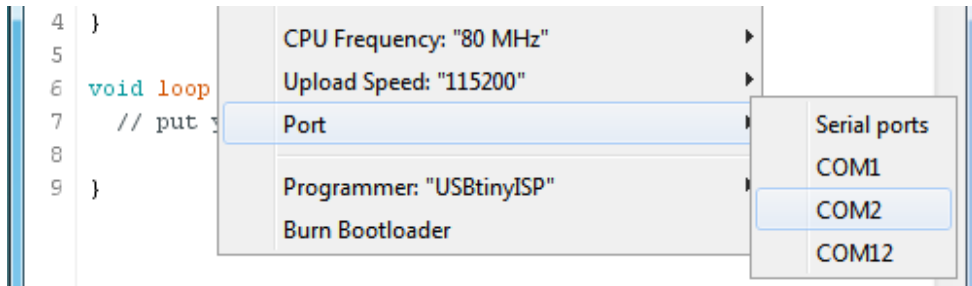 4 }
5
6 void loop
7 // put y
8
9 }
CPU Frequency: "80 MHz"
Upload Speed: "115200"
Port
Programmer: "USBtinyISP"
Burn Bootloader
Serial ports
COM1
COM2
COM12